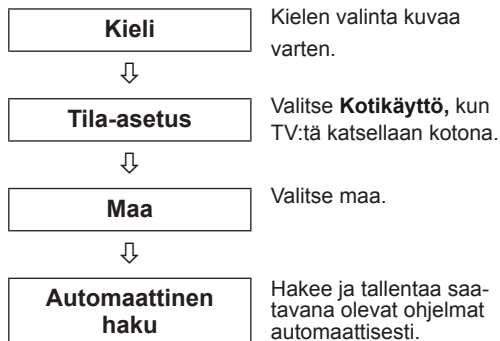 Kieli
Kielen valinta kuvaa
varten.
⇩
Tila-asetus
Valitse Kotikäyttö, kun
TV:tä katsellaan kotona.
⇩
Maa
Valitse maa.
⇩
Automaattinen
haku
Hakee ja tallentaa saa-
tavana olevat ohjelmat
automaattisesti.